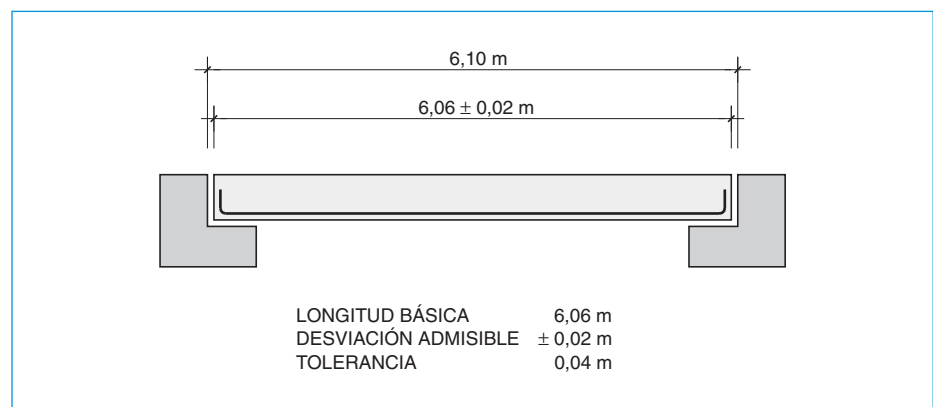 6,10 m
6,06 ± 0,02 m
LONGITUD BÁSICA 6,06 m
DESVIACIÓN ADMISIBLE ± 0,02 m
TOLERANCIA 0,04 m